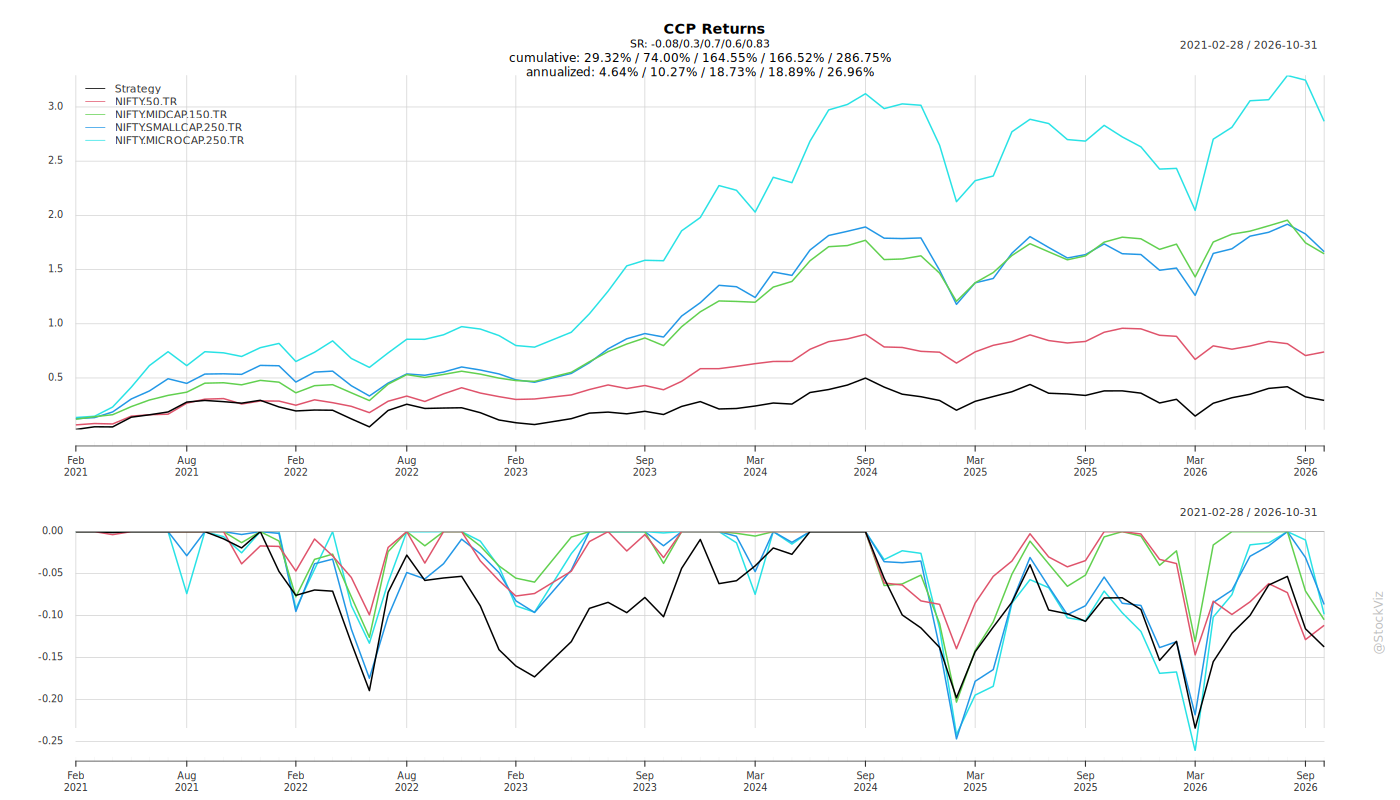 CCP Returns
SR: -0.08/0.3/0.7/0.6/0.83
cumulative: 29.32% / 74.00% / 164.55% / 166.52% / 286.75%
annualized: 4.64% / 10.27% / 18.73% / 18.89% / 26.96%
2021-02-28 / 2026-10-31
Strategy
NIFTY.50.TR
NIFTY.MIDCAP.150.TR
NIFTY.SMALLCAP.250.TR
NIFTY.MICROCAP.250.TR
3.0
2.5
2.0
1.5
1.0
0.5
Feb Aug Feb Aug Feb Sep Mar Sep Mar Sep Mar Sep
2021 2021 2022 2022 2023 2023 2024 2024 2025 2025 2026 2026
2021-02-28 / 2026-10-31
0.00
-0.05
-0.10
-0.15
-0.20
-0.25
Feb Aug Feb Aug Feb Sep Mar Sep Mar Sep Mar Sep
2021 2021 2022 2022 2023 2023 2024 2024 2025 2025 2026 2026
@StockViz